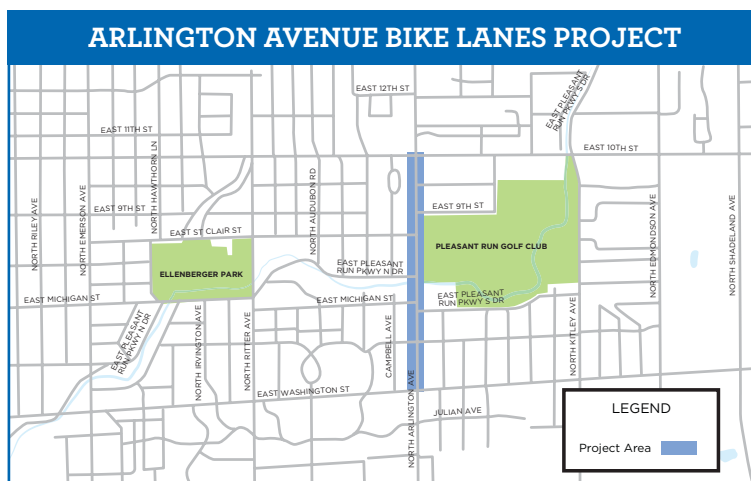 ARLINGTON AVENUE BIKE LANES PROJECT
EAST 12TH ST
EAST PLEASANT
RUN PKWY S DR
EAST 11TH ST
EAST 10TH ST
NORTH RILEY AVE
NORTH EMERSON AVE
NORTH HAWTHORN LN
NORTH AUDUBON RD
EAST 9TH ST
EAST 9TH ST
EAST ST CLAIR ST
PLEASANT RUN GOLF CLUB
NORTH EDMONDSON AVE
NORTH SHADELAND AVE
ELLENBERGER PARK
EAST PLEASANT
RUN PKWY N DR
EAST MICHIGAN ST
EAST MICHIGAN ST
EAST PLEASANT
RUN PKWY S DR
EAST PLEASANT
RUN PKWY N DR
NORTH IRVINGTON AVE
NORTH RITTER AVE
CAMPBELL AVE
NORTH KITLEY AVE
EAST WASHINGTON ST
NORTH ARLINGTON AVE
JULIAN AVE
LEGEND
Project Area